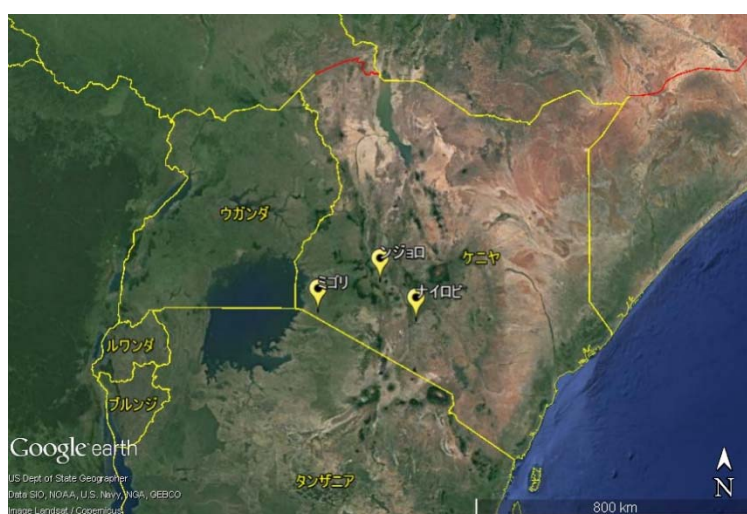 ウガンダ
ンジョロ
ケニヤ
ミゴリ
ナイロビ
ルワンダ
ブルンジ
タンザニア
Google earth
US Dept of State Geographer
Data SIO, NOAA, U.S. Navy, NGA, GEBCO
Image Landsat / Copernicus
800 km
N